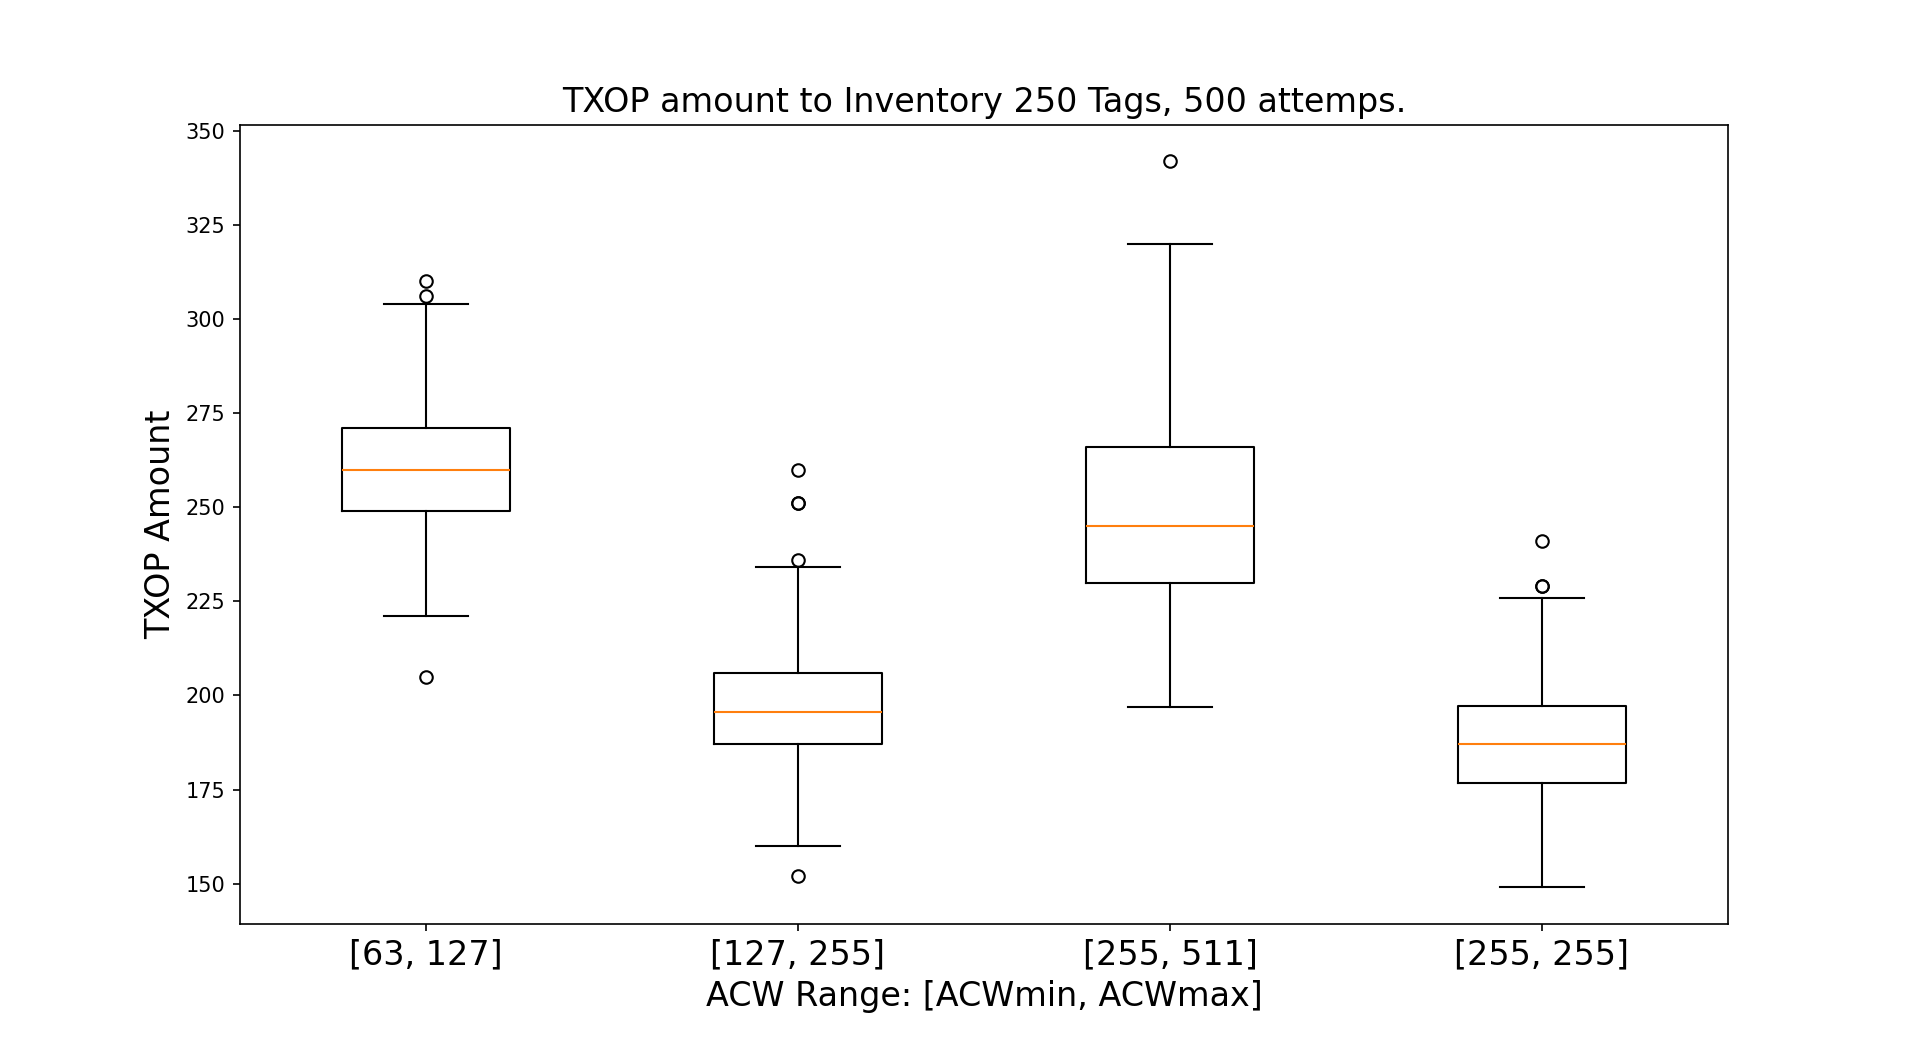 TXOP amount to Inventory 250 Tags, 500 attemps.
350
325
300
275
250
225
200
175
150
TXOP Amount
[63, 127] [127, 255] [255, 511] [255, 255]
ACW Range: [ACWmin, ACWmax]